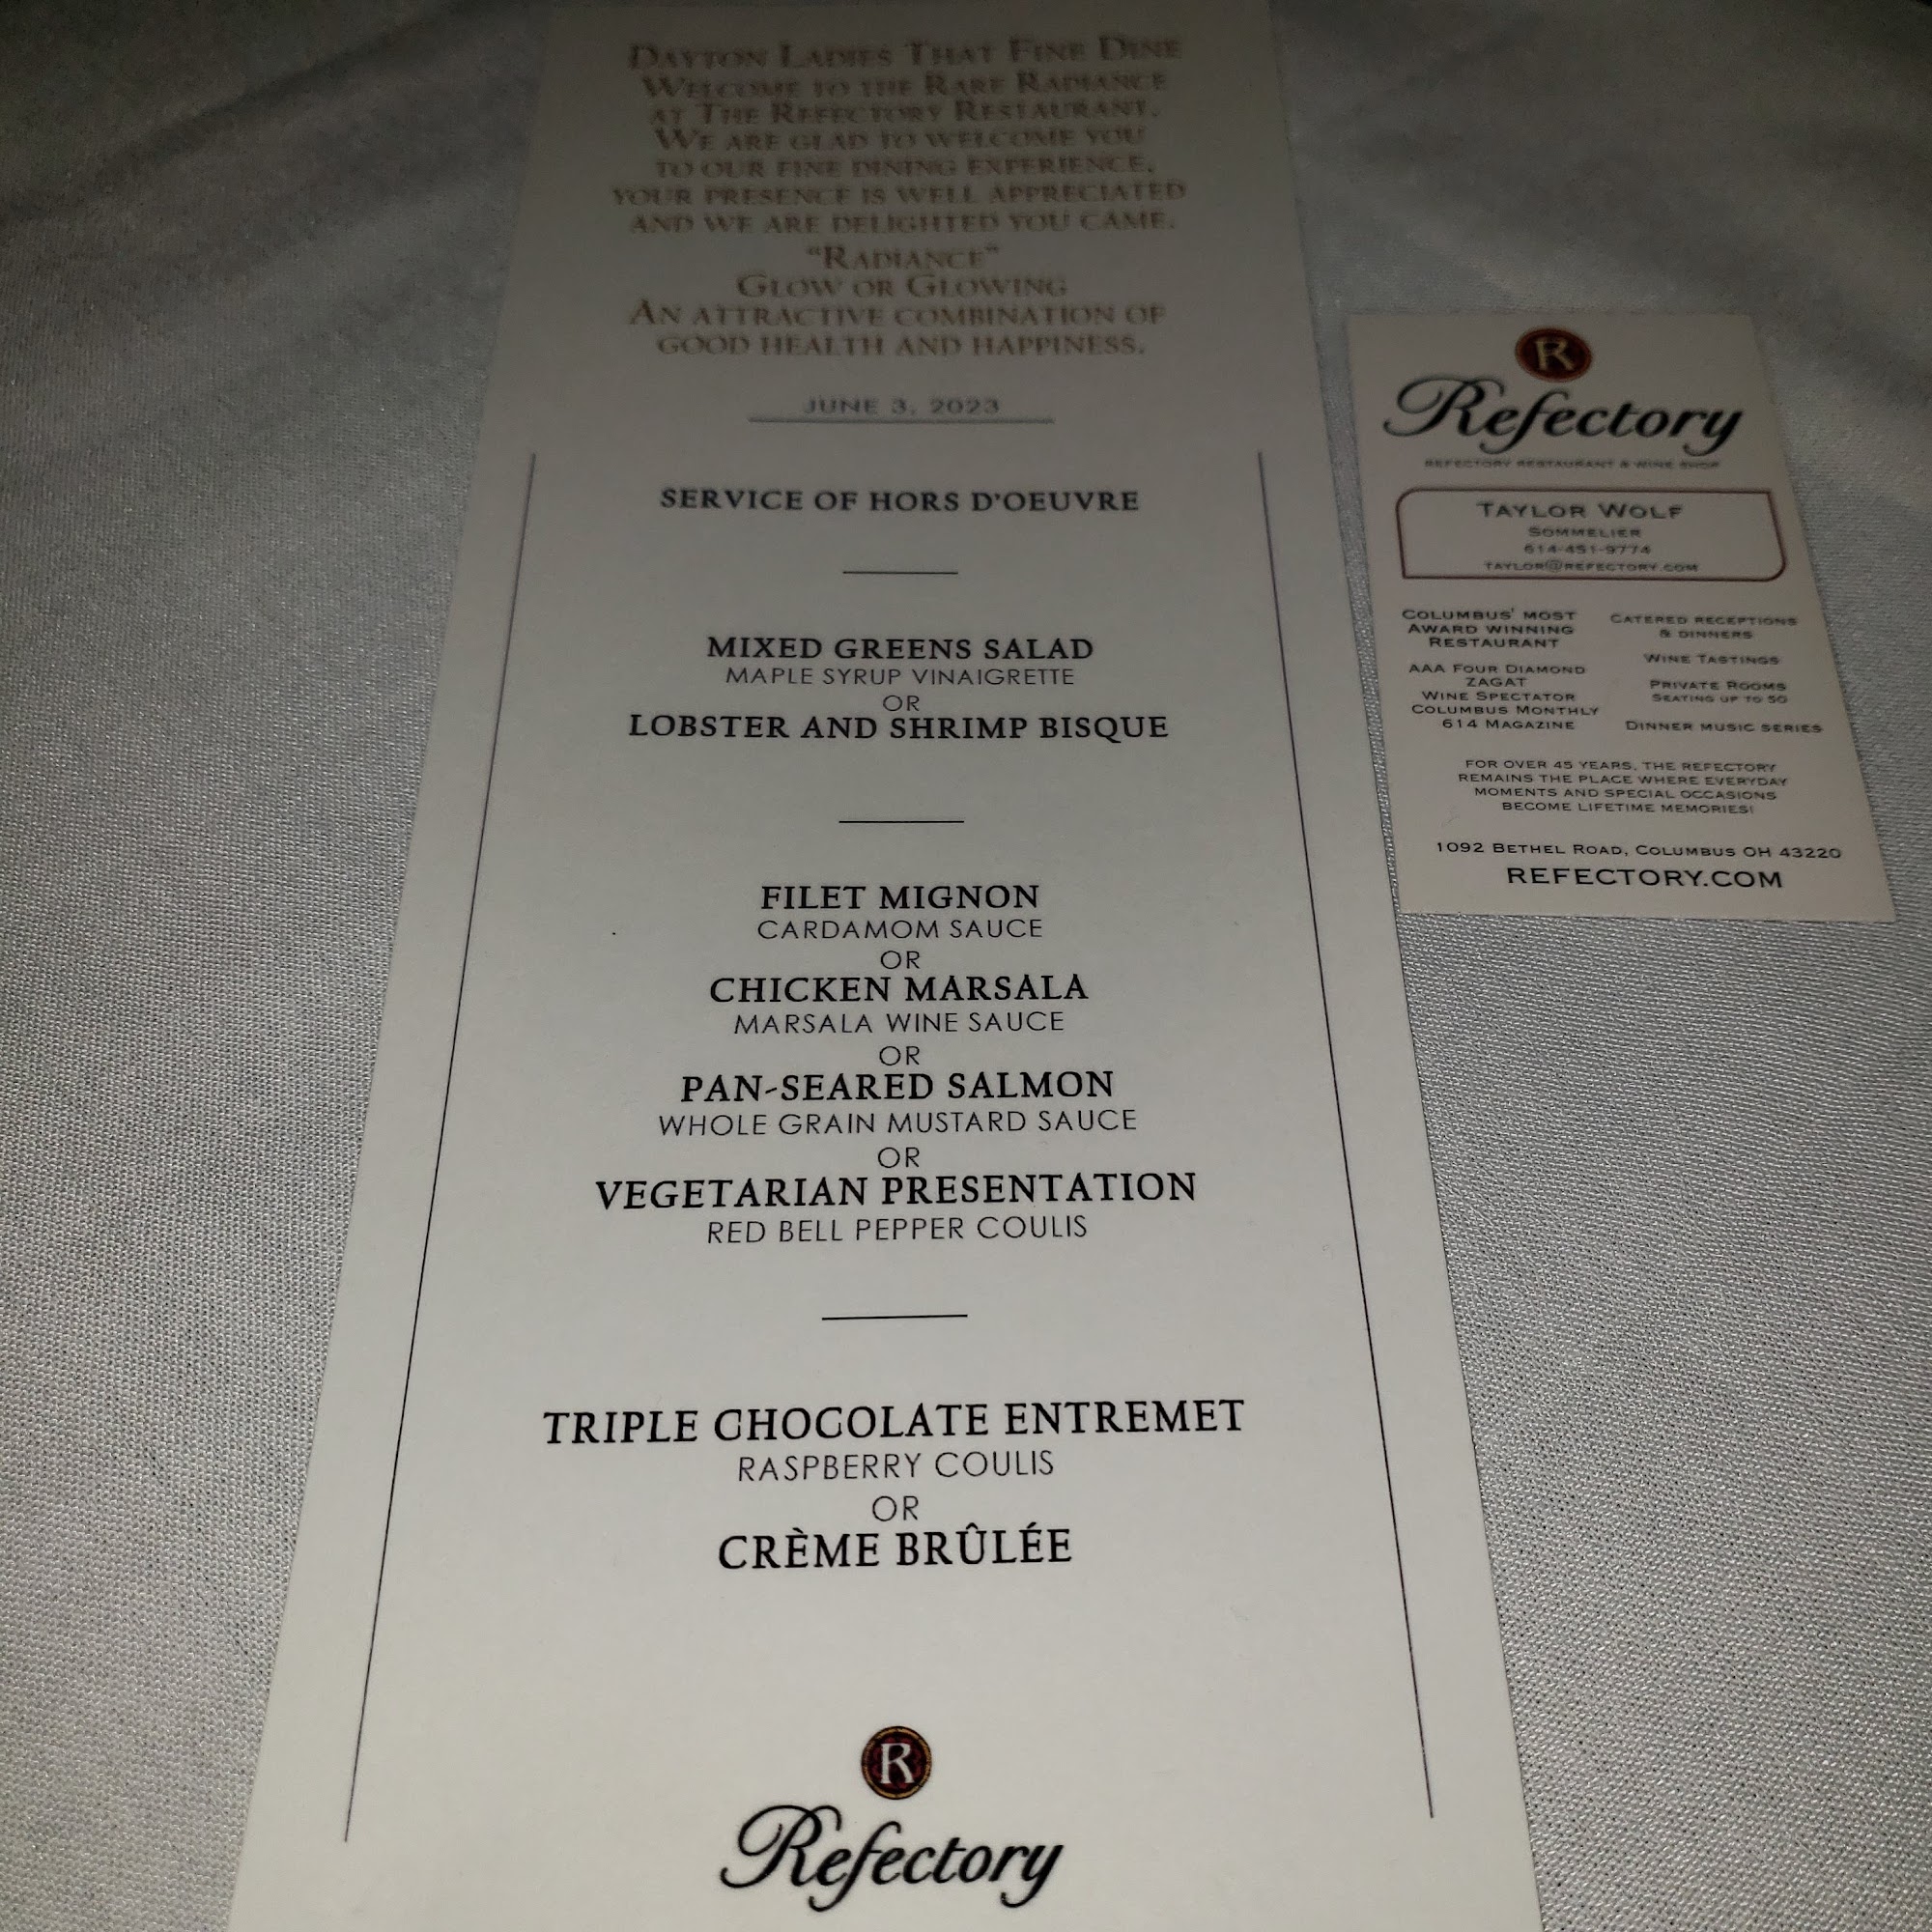 DAYTON LADIES THAT FINE DINE
WELCOME TO THE RARE RADIANCE
AT THE REFECTORY RESTAURANT.
WE ARE GLAD TO WELCOME YOU
TO OUR FINE DINING EXPERIENCE.
YOUR PRESENCE IS WELL APPRECIATED
AND WE ARE DELIGHTED YOU CAME.
"RADIANCE"
GLOW OR GLOWING
AN ATTRACTIVE COMBINATION OF
GOOD HEALTH AND HAPPINESS.
JUNE 3, 2023
SERVICE OF HORS D'OEUVRE
MIXED GREENS SALAD
MAPLE SYRUP VINAIGRETTE
OR
LOBSTER AND SHRIMP BISQUE
FILET MIGNON
CARDAMOM SAUCE
OR
CHICKEN MARSALA
MARSALA WINE SAUCE
OR
PAN-SEARED SALMON
WHOLE GRAIN MUSTARD SAUCE
OR
VEGETARIAN PRESENTATION
RED BELL PEPPER COULIS
TRIPLE CHOCOLATE ENTREMET
RASPBERRY COULIS
OR
CRÈME BRÛLÉE
R
Refectory
R
Refectory
REFECTORY RESTAURANT & WINE SHOP
TAYLOR WOLF
SOMMELIER
614-451-9774
TAYLOR@REFECTORY.COM
COLUMBUS' MOST
AWARD WINNING
RESTAURANT
AAA FOUR DIAMOND
ZAGAT
WINE SPECTATOR
COLUMBUS MONTHLY
614 MAGAZINE
CATERED RECEPTIONS
& DINNERS
WINE TASTINGS
PRIVATE ROOMS
SEATING UP TO 50
DINNER MUSIC SERIES
FOR OVER 45 YEARS, THE REFECTORY
REMAINS THE PLACE WHERE EVERYDAY
MOMENTS AND SPECIAL OCCASIONS
BECOME LIFETIME MEMORIES!
1092 BETHEL ROAD, COLUMBUS OH 43220
REFECTORY.COM